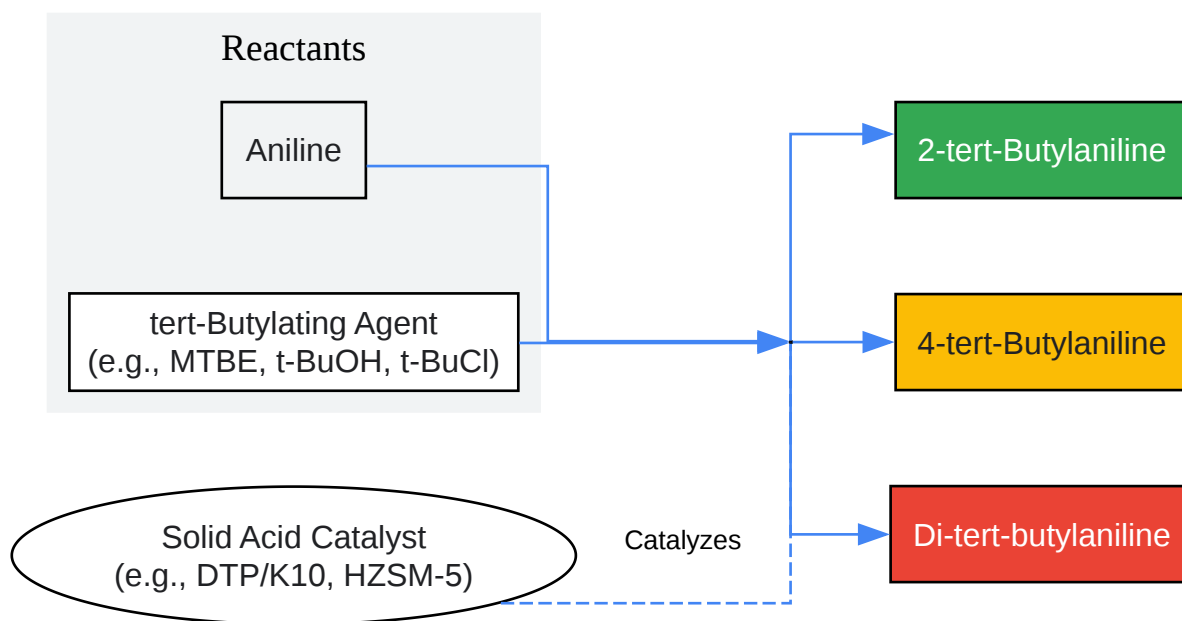 Reactants
Aniline
tert-Butylating Agent
(e.g., MTBE, t-BuOH, t-BuCl)
Solid Acid Catalyst
(e.g., DTP/K10, HZSM-5)
Catalyzes
2-tert-Butylaniline
4-tert-Butylaniline
Di-tert-butylaniline